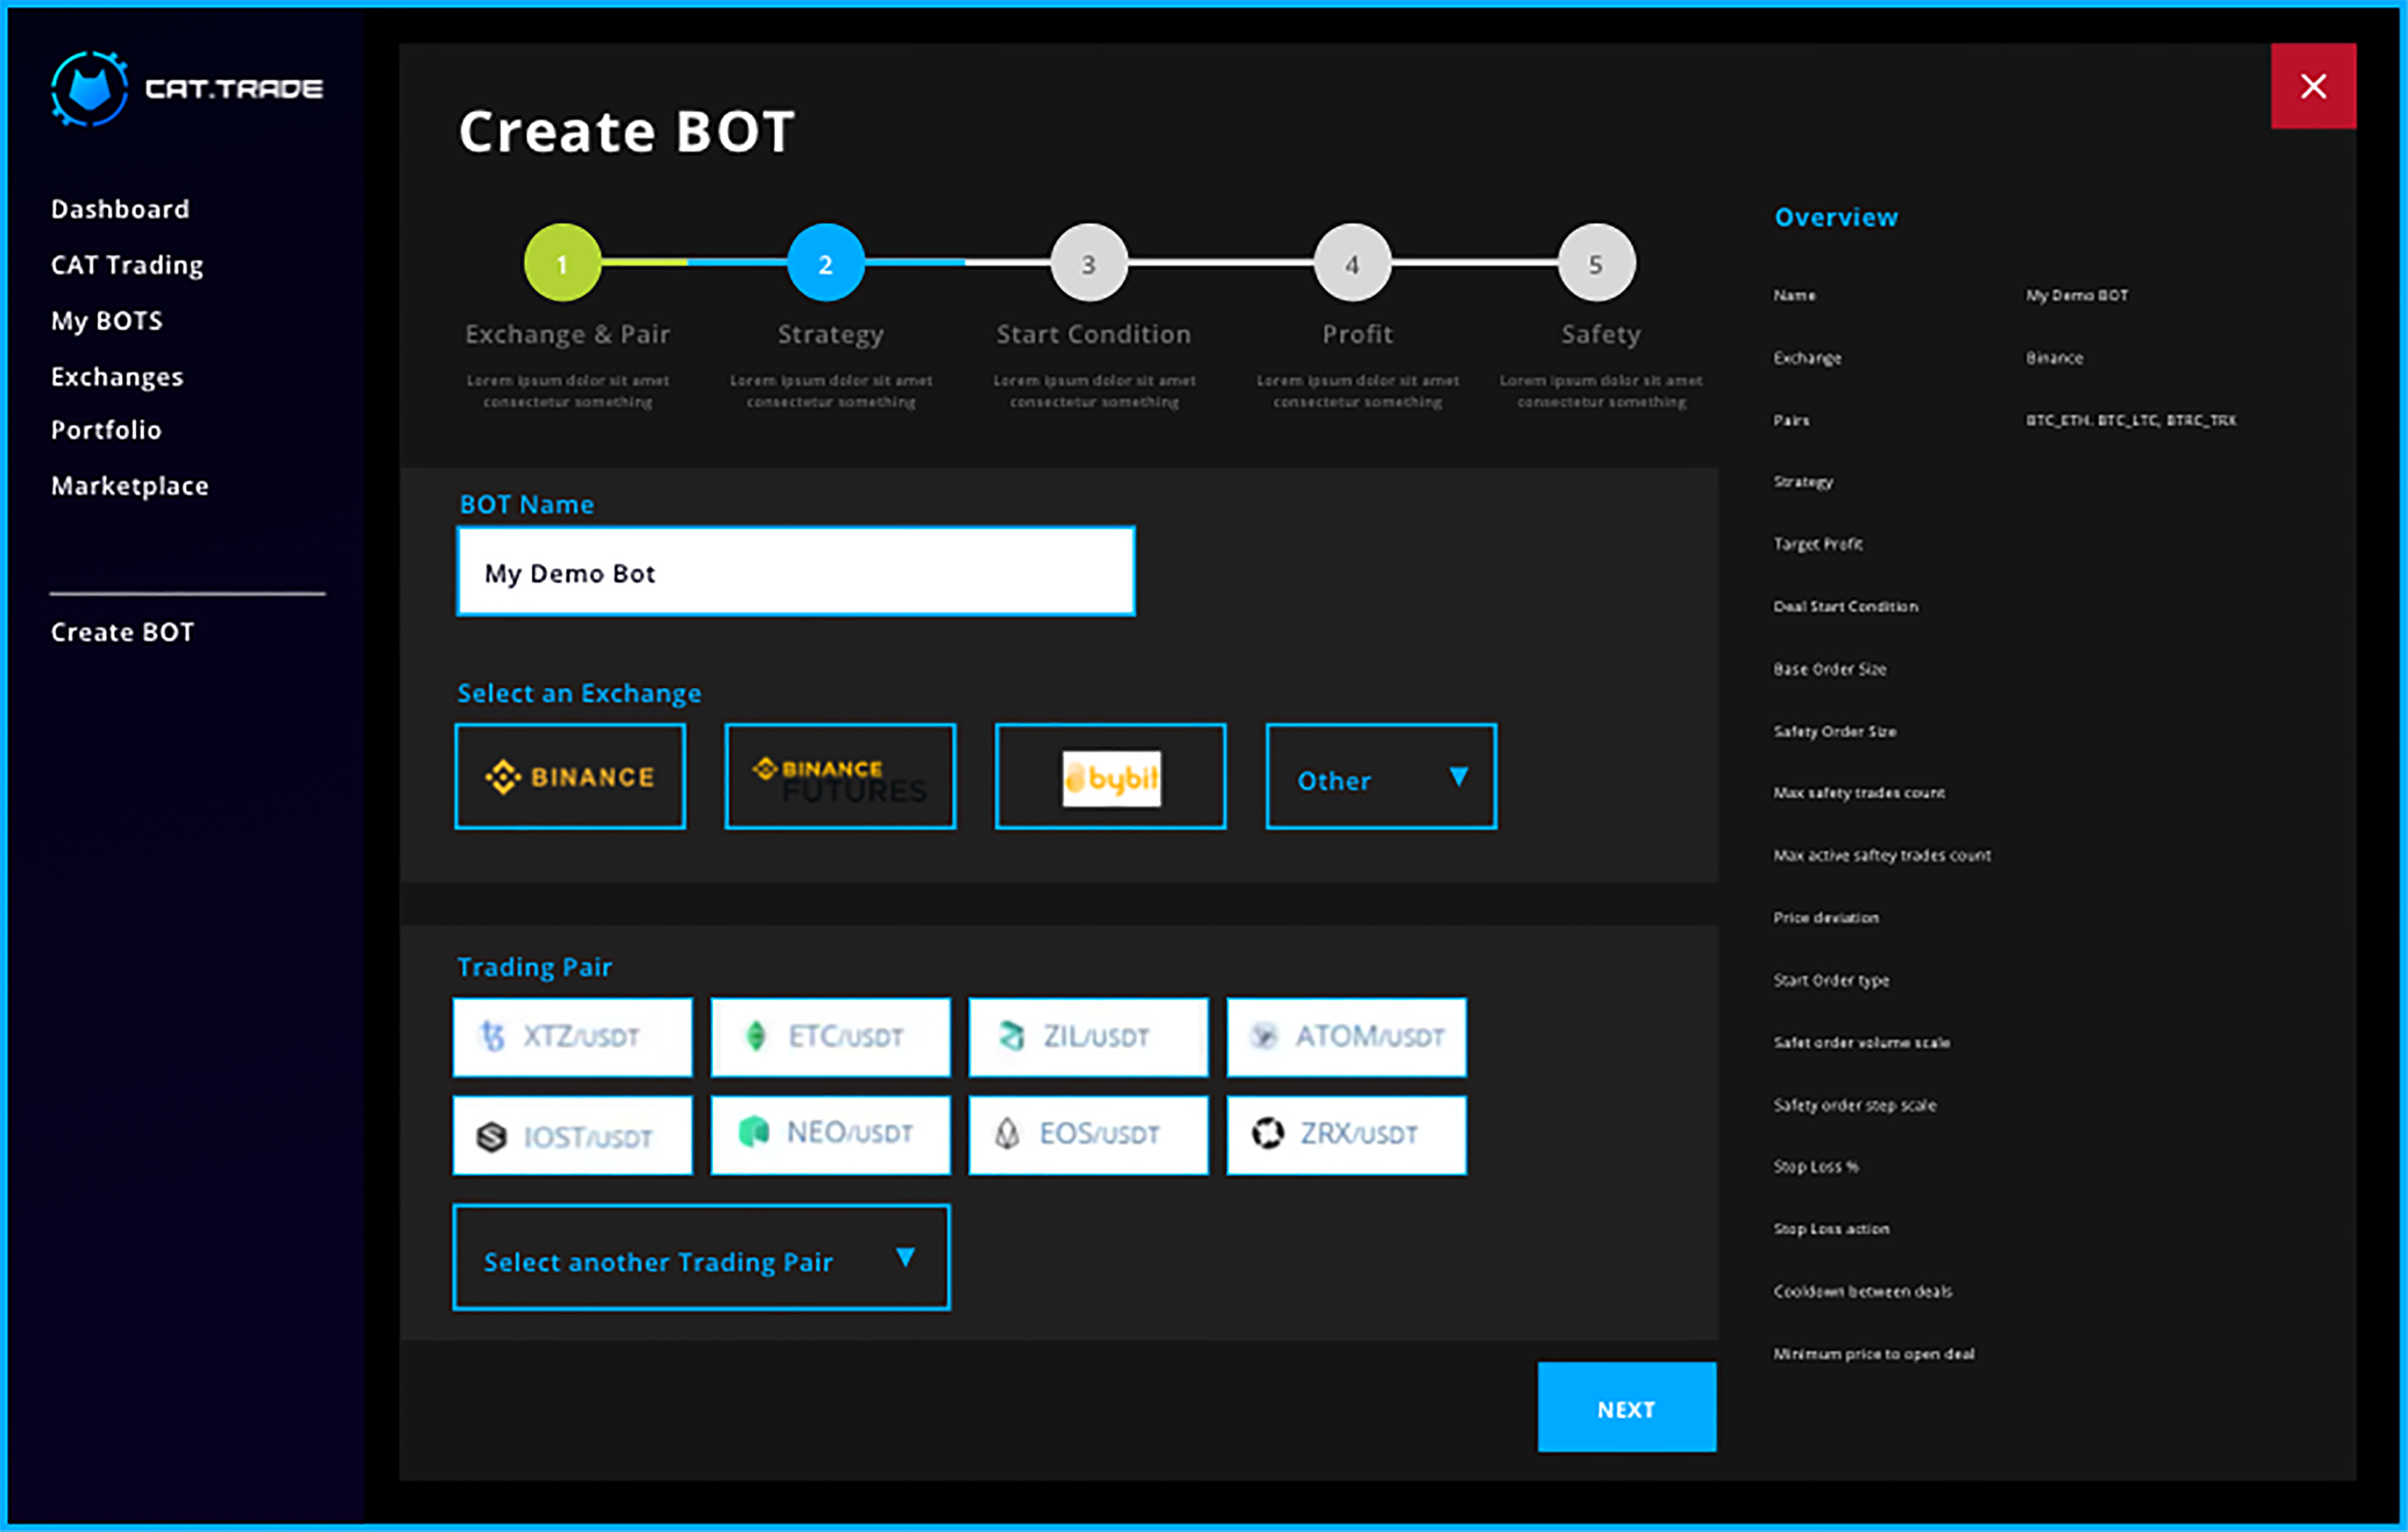 CAT.TRADE
Dashboard
CAT Trading
My BOTS
Exchanges
Portfolio
Marketplace
Create BOT
Create BOT
1
2
3
4
5
Exchange & Pair
Strategy
Start Condition
Profit
Safety
Lorem ipsum dolor sit amet
consectetur something
Lorem ipsum dolor sit amet
consectetur something
Lorem ipsum dolor sit amet
consectetur something
Lorem ipsum dolor sit amet
consectetur something
Lorem ipsum dolor sit amet
consectetur something
BOT Name
My Demo Bot
Select an Exchange
BINANCE
BINANCE
FUTURES
bybit
Other
Trading Pair
XTZ/USDT
ETC/USDT
ZIL/USDT
ATOM/USDT
IOST/USDT
NEO/USDT
EOS/USDT
ZRX/USDT
Select another Trading Pair
NEXT
Overview
Name My Demo BOT
Exchange Binance
Pairs BTC_ETH. BTC_LTC, BTRC_TRX
Strategy
Target Profit
Deal Start Condition
Base Order Size
Safety Order Size
Max safety trades count
Max active saftey trades count
Price deviation
Start Order type
Safet order volume scale
Safety order step scale
Stop Loss %
Stop Loss action
Cooldown between deals
Minimum price to open deal